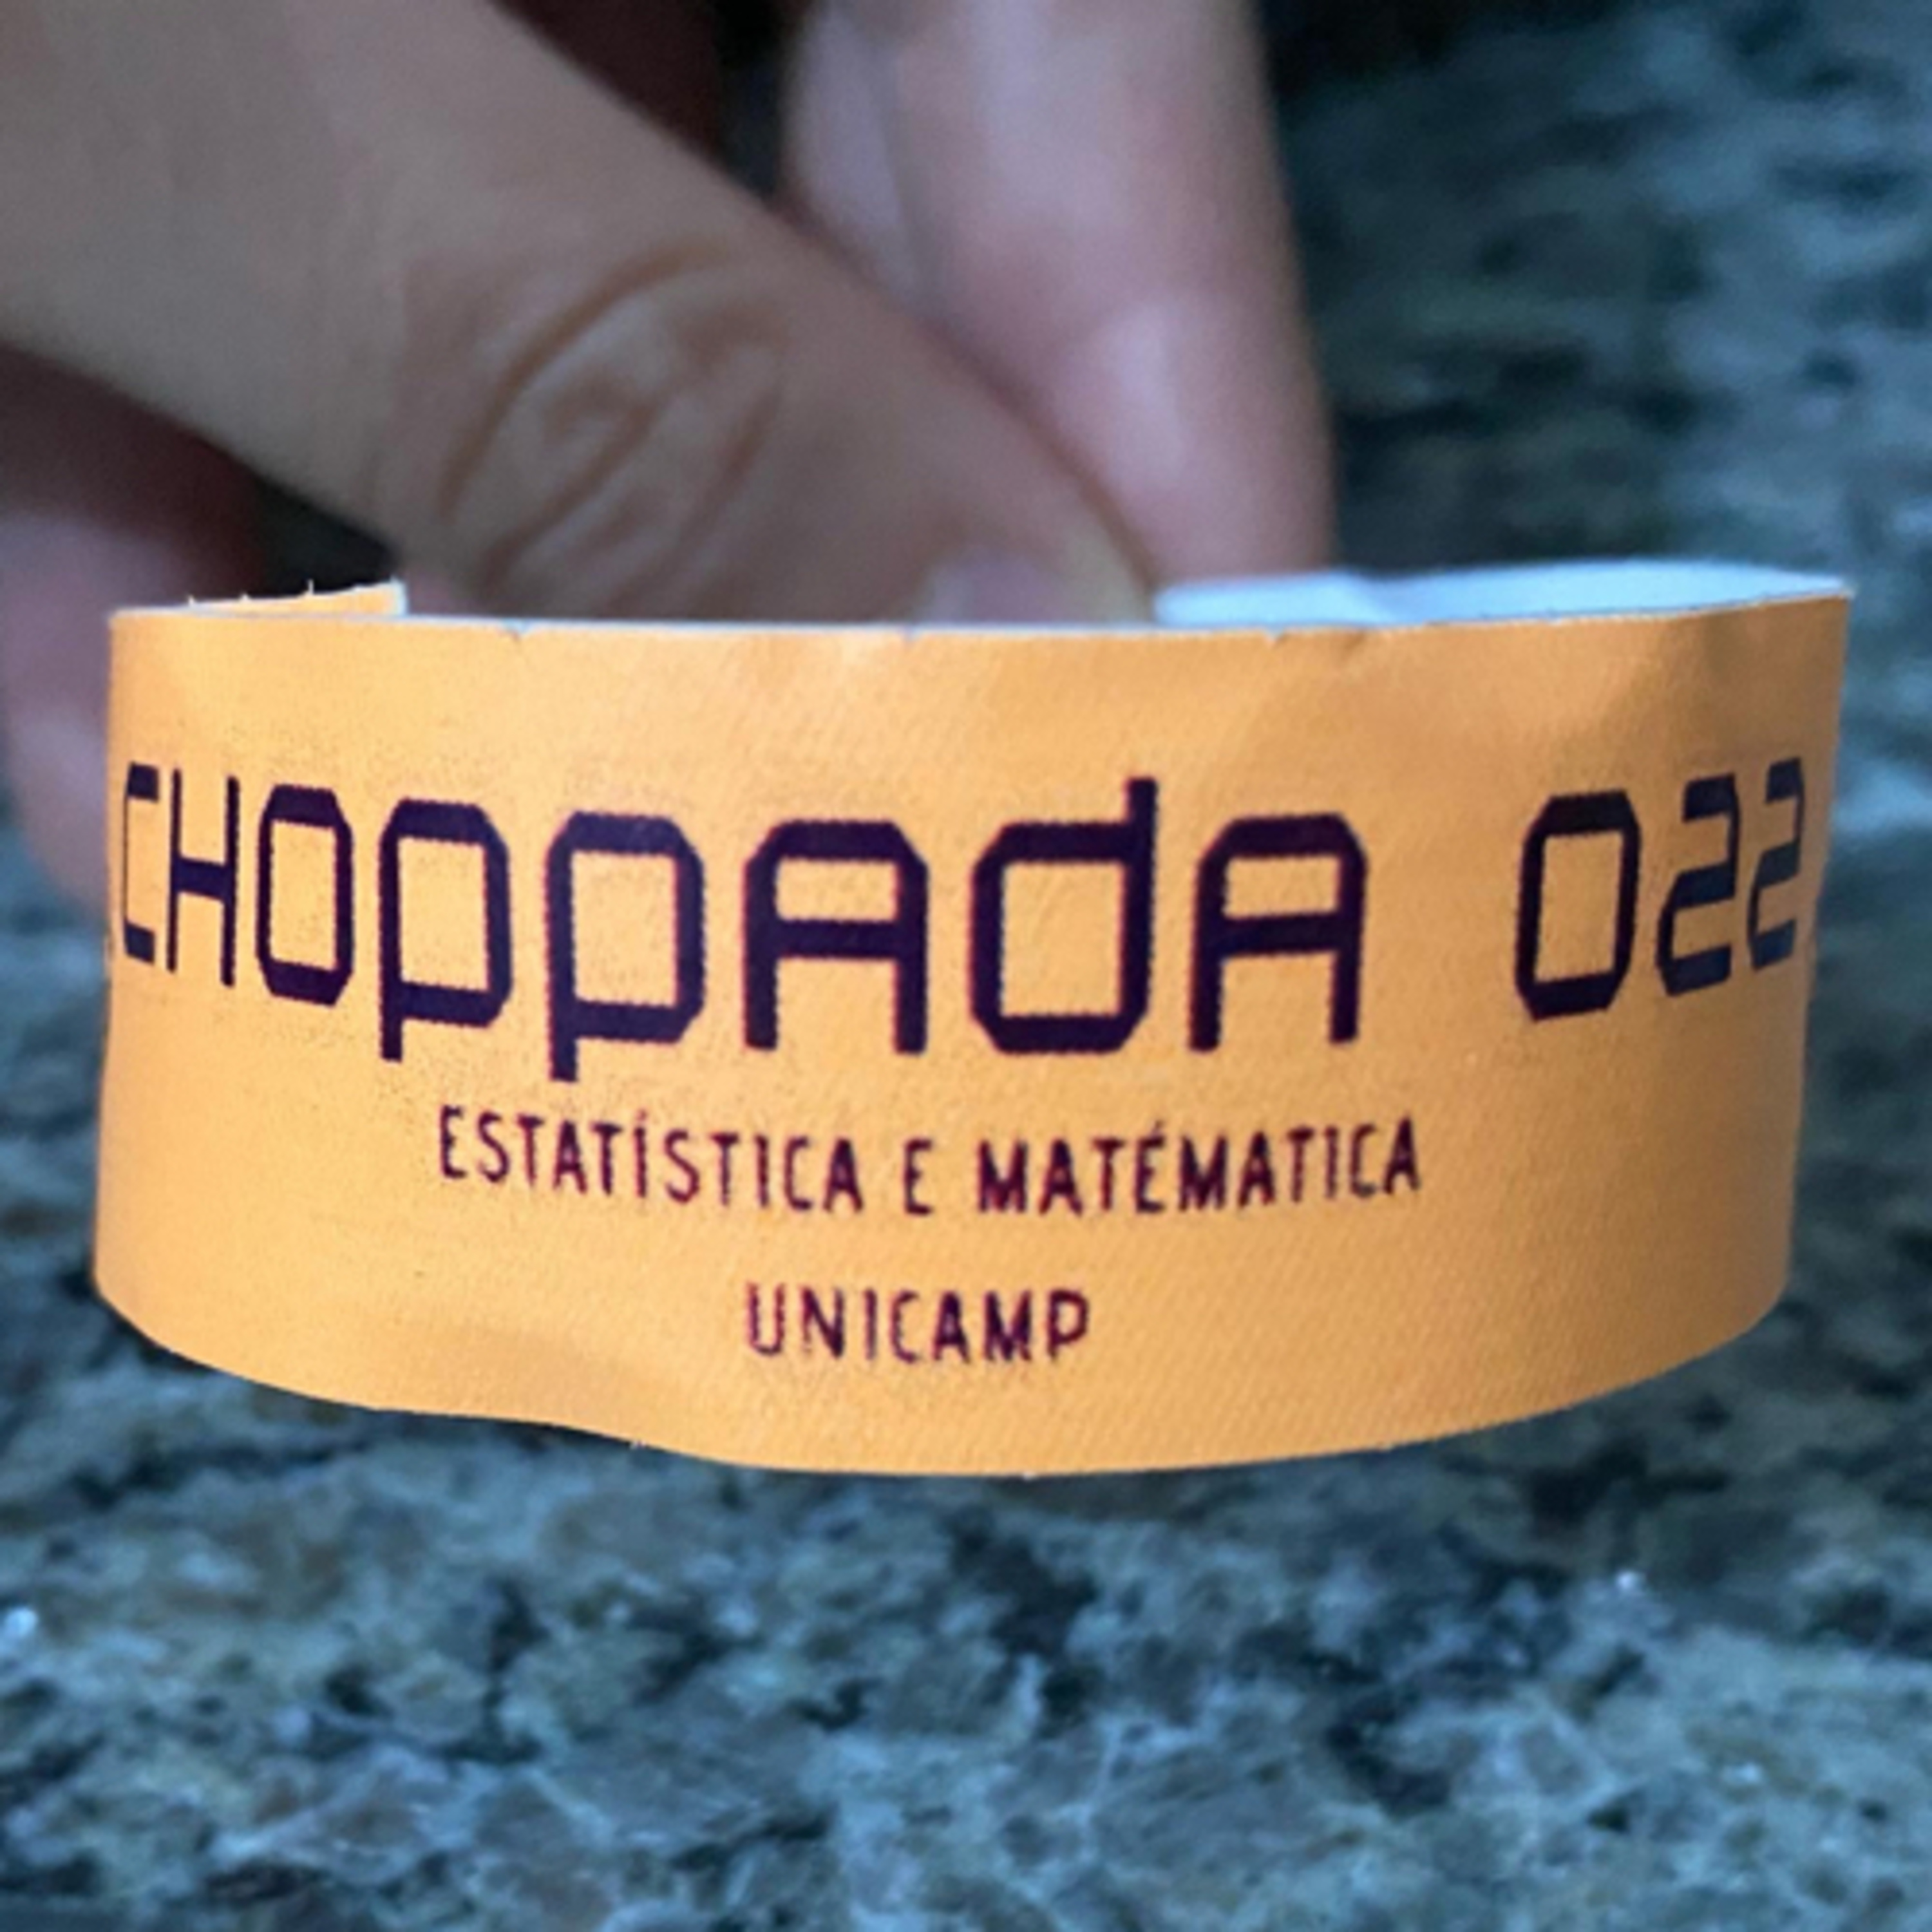 CHOPPADA 022
ESTATÍSTICA E MATÉMATICA
UNICAMP